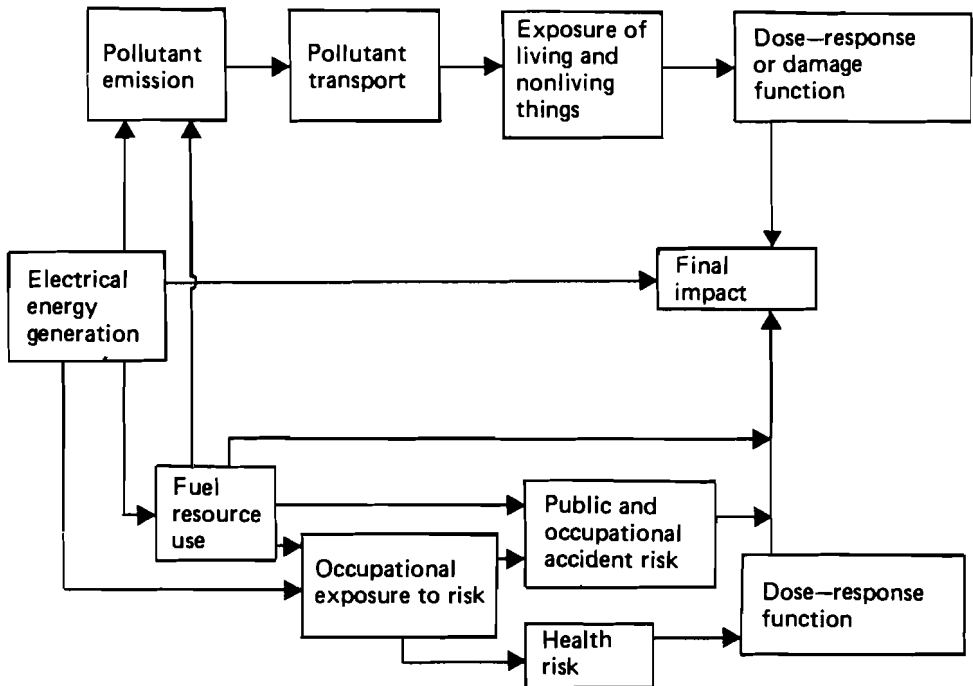 Pollutant
emission
Pollutant
transport
Exposure of
living and
nonliving
things
Dose—response
or damage
function
Electrical
energy
generation
Final
impact
Fuel
resource
use
Public and
occupational
accident risk
Occupational
exposure to risk
Dose—response
function
Health
risk